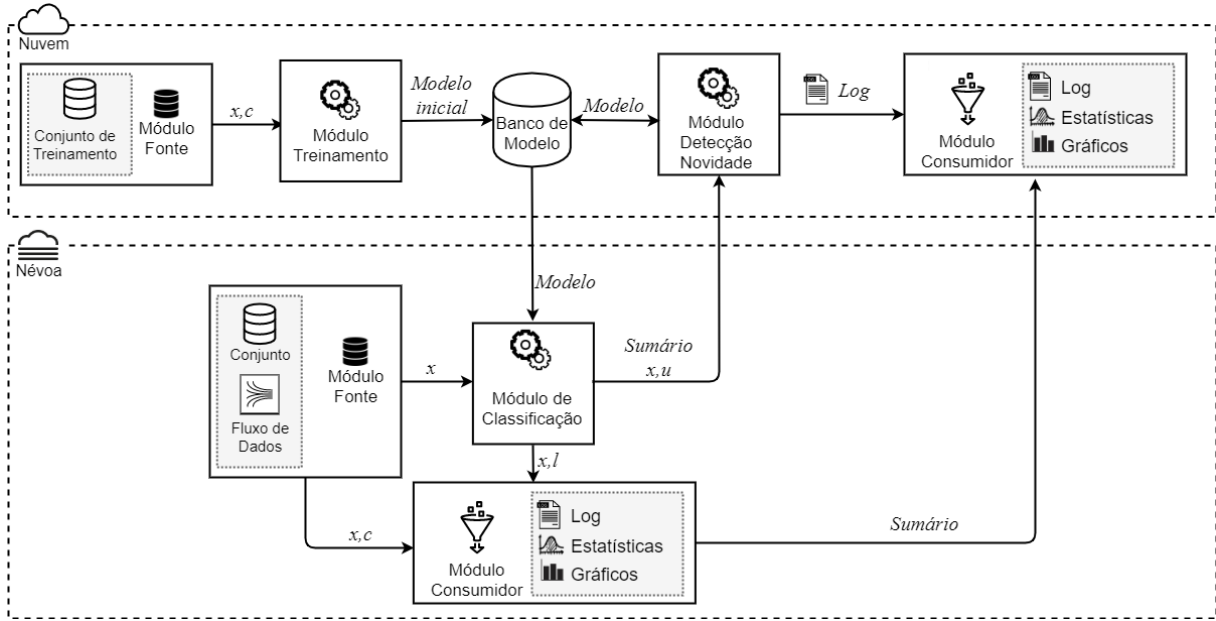 Nuvem
Conjunto de
Treinamento
Módulo
Fonte
x,c
Módulo
Treinamento
Modelo
inicial
Banco de
Modelo
Modelo
Módulo
Detecção
Novidade
Log
Módulo
Consumidor
Log
Estatísticas
Gráficos
Névoa
Modelo
Conjunto
Fluxo de
Dados
Módulo
Fonte
x
Módulo de
Classificação
Sumário
x,u
x,l
x,c
Módulo
Consumidor
Log
Estatísticas
Gráficos
Sumário